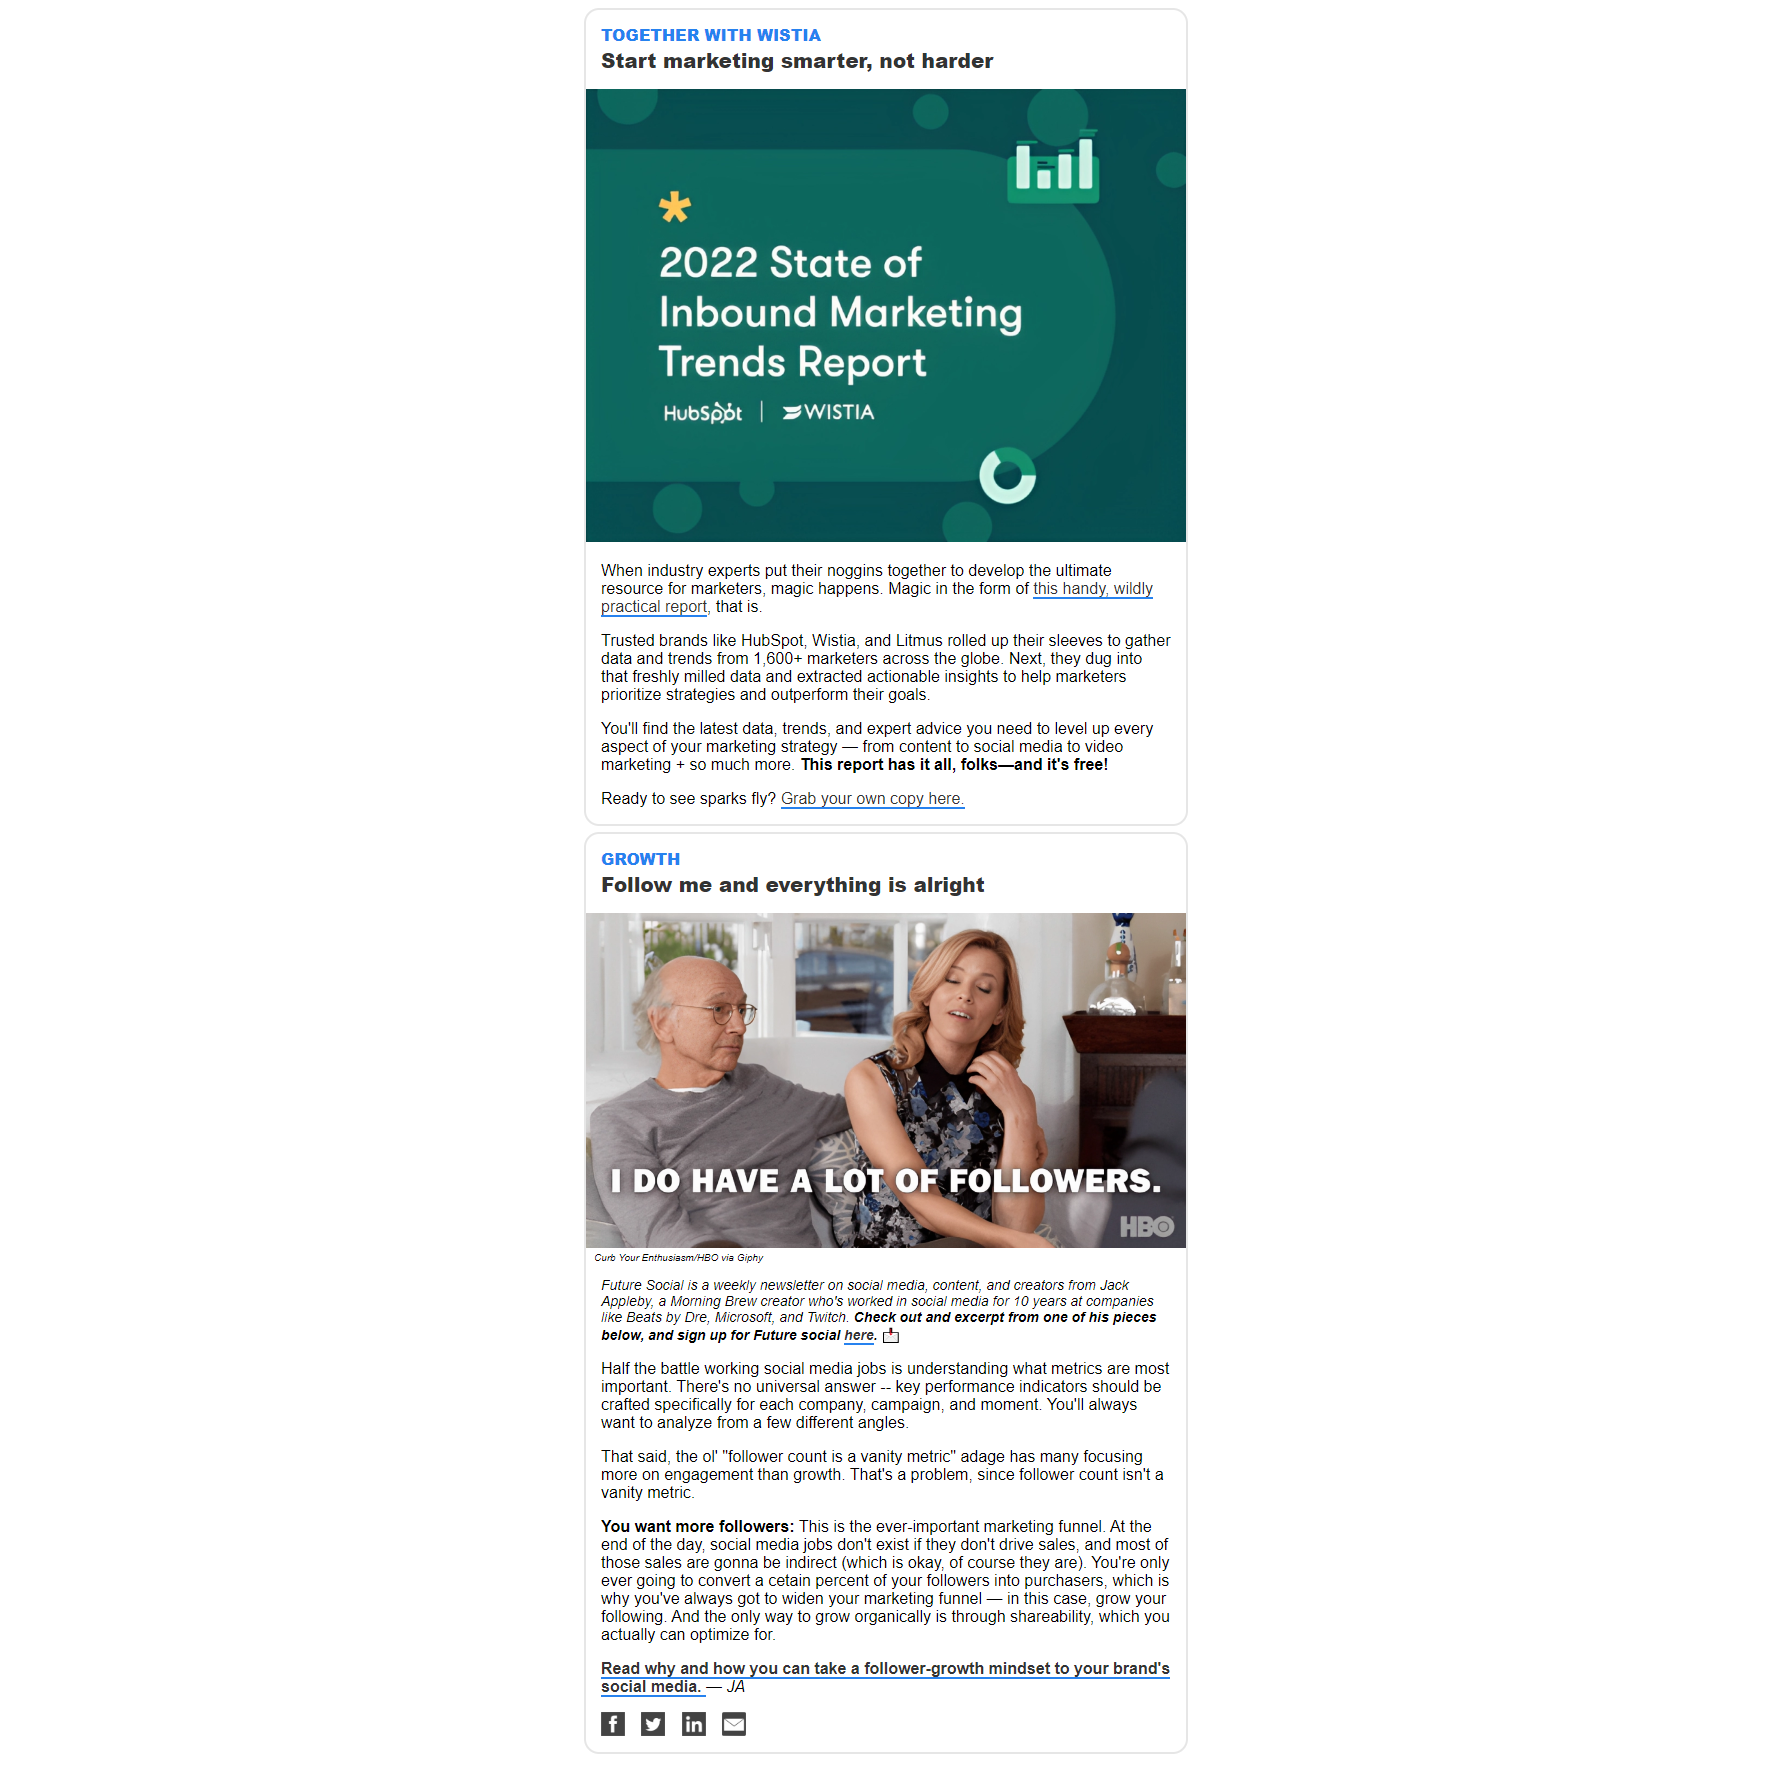 TOGETHER WITH WISTIA
Start marketing smarter, not harder
2022 State of
Inbound Marketing
Trends Report
HubSpot | WISTIA
When industry experts put their noggins together to develop the ultimate
resource for marketers, magic happens. Magic in the form of this handy, wildly
practical report, that is.
Trusted brands like HubSpot, Wistia, and Litmus rolled up their sleeves to gather
data and trends from 1,600+ marketers across the globe. Next, they dug into
that freshly milled data and extracted actionable insights to help marketers
prioritize strategies and outperform their goals.
You'll find the latest data, trends, and expert advice you need to level up every
aspect of your marketing strategy — from content to social media to video
marketing + so much more. This report has it all, folks—and it's free!
Ready to see sparks fly? Grab your own copy here.
GROWTH
Follow me and everything is alright
I DO HAVE A LOT OF FOLLOWERS.
HBO
Curb Your Enthusiasm/HBO via Giphy
Future Social is a weekly newsletter on social media, content, and creators from Jack
Appleby, a Morning Brew creator who's worked in social media for 10 years at companies
like Beats by Dre, Microsoft, and Twitch. Check out and excerpt from one of his pieces
below, and sign up for Future social here.
Half the battle working social media jobs is understanding what metrics are most
important. There's no universal answer -- key performance indicators should be
crafted specifically for each company, campaign, and moment. You'll always
want to analyze from a few different angles.
That said, the ol' "follower count is a vanity metric" adage has many focusing
more on engagement than growth. That's a problem, since follower count isn't a
vanity metric.
You want more followers: This is the ever-important marketing funnel. At the
end of the day, social media jobs don't exist if they don't drive sales, and most of
those sales are gonna be indirect (which is okay, of course they are). You're only
ever going to convert a cetain percent of your followers into purchasers, which is
why you've always got to widen your marketing funnel — in this case, grow your
following. And the only way to grow organically is through shareability, which you
actually can optimize for.
Read why and how you can take a follower-growth mindset to your brand's
social media. — JA